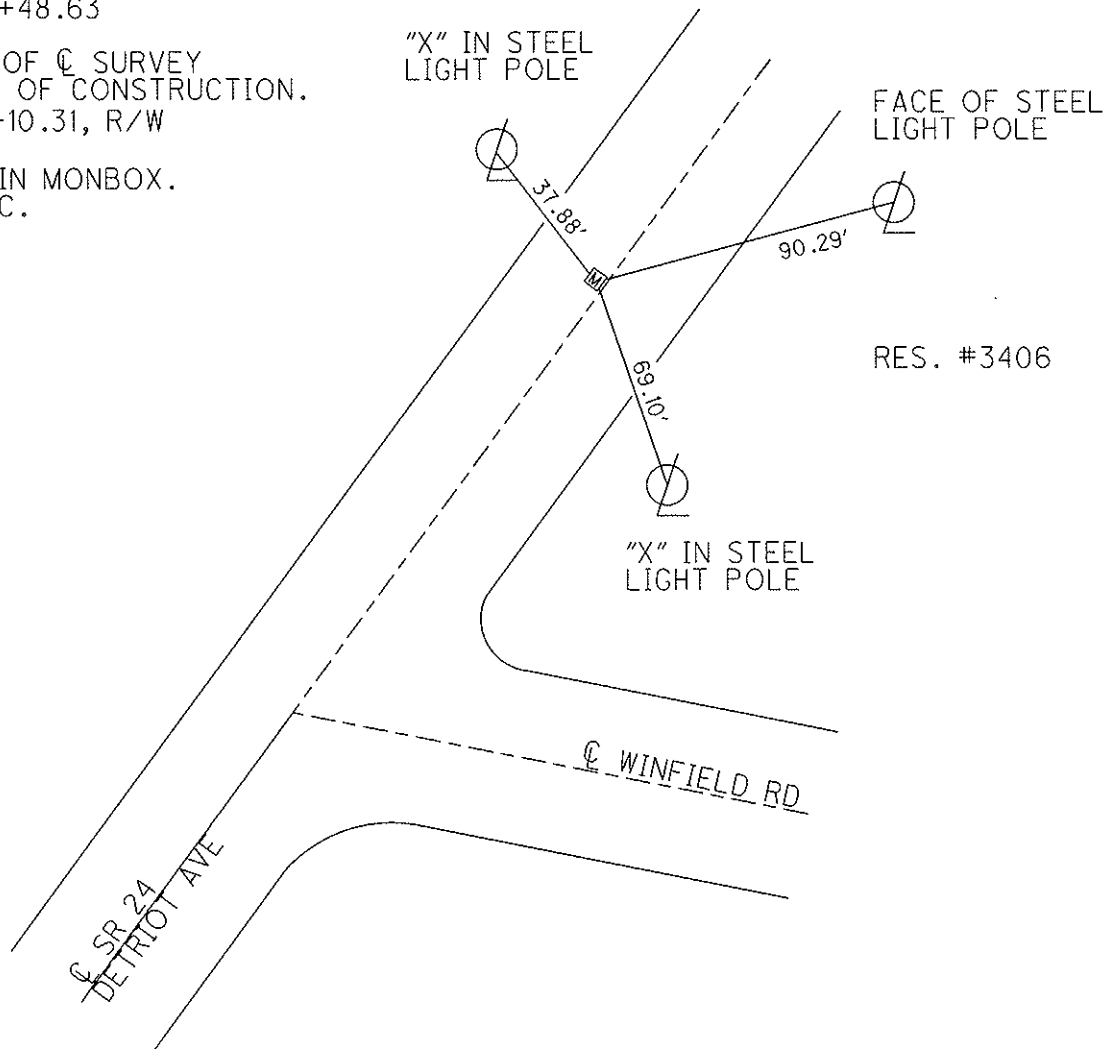 +48.63
OF ℄ SURVEY
OF CONSTRUCTION.
10.31, R/W
IN MONBOX.
C.
"X" IN STEEL
LIGHT POLE
FACE OF STEEL
LIGHT POLE
37.88'
90.29'
M
RES. #3406
69.10'
"X" IN STEEL
LIGHT POLE
℄ WINFIELD RD
℄ SR 24
DETRIOT AVE